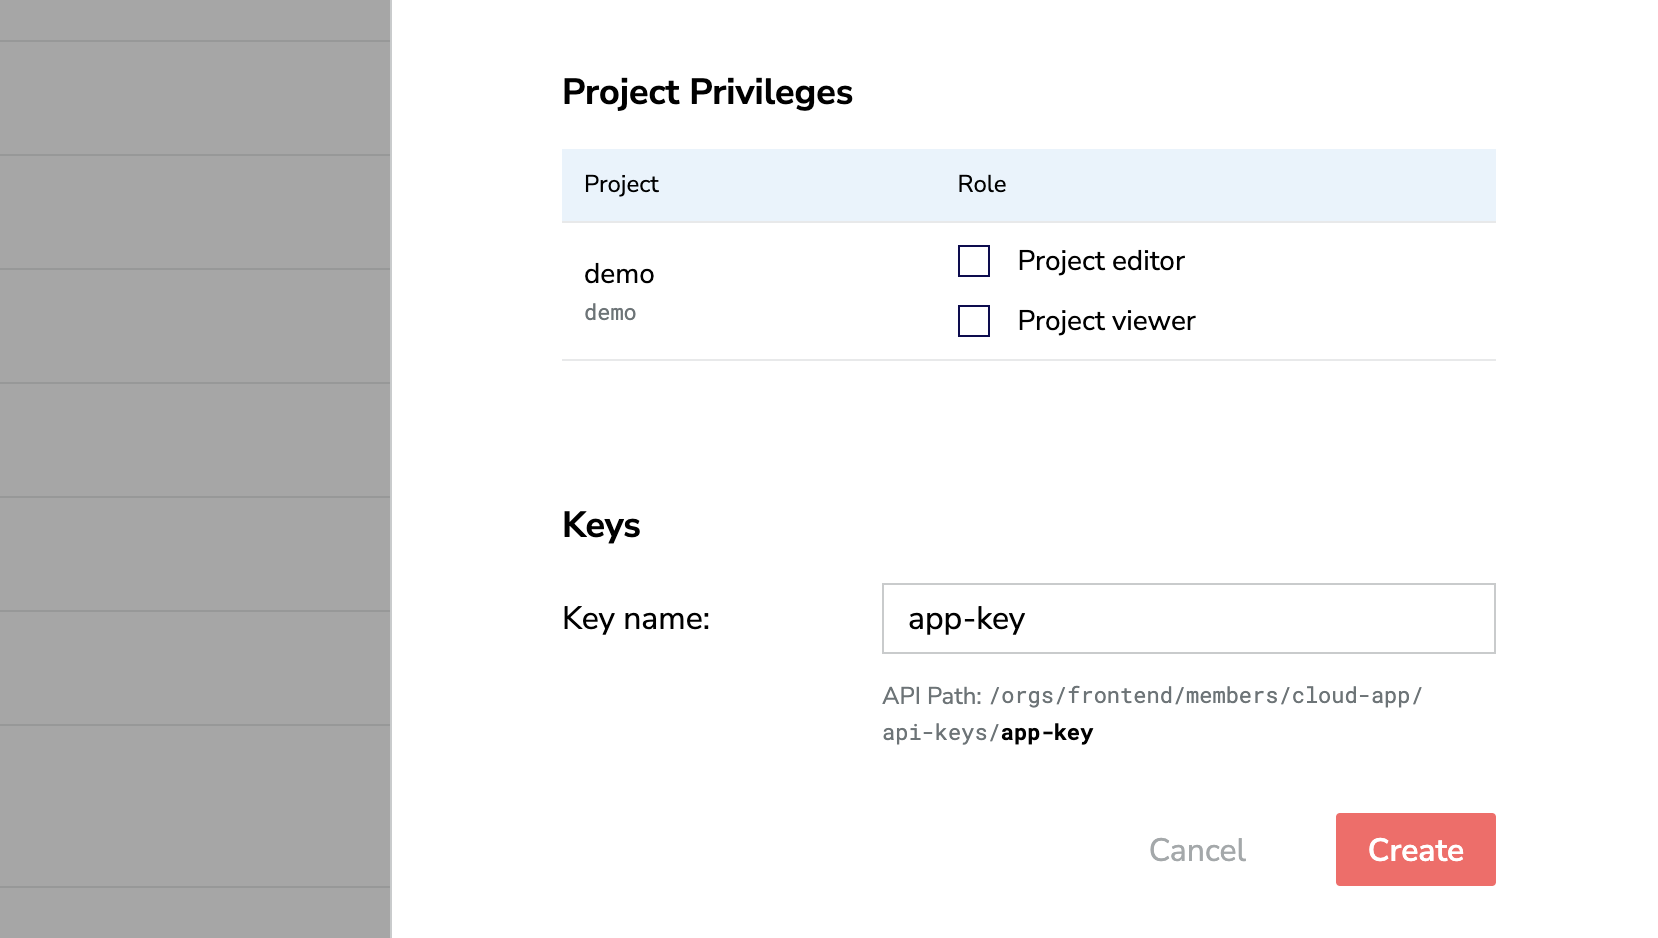 Project Privileges
Project Role
demo
demo
Project editor
Project viewer
Keys
Key name: app-key
API Path: /orgs/frontend/members/cloud-app/
api-keys/app-key
Cancel Create